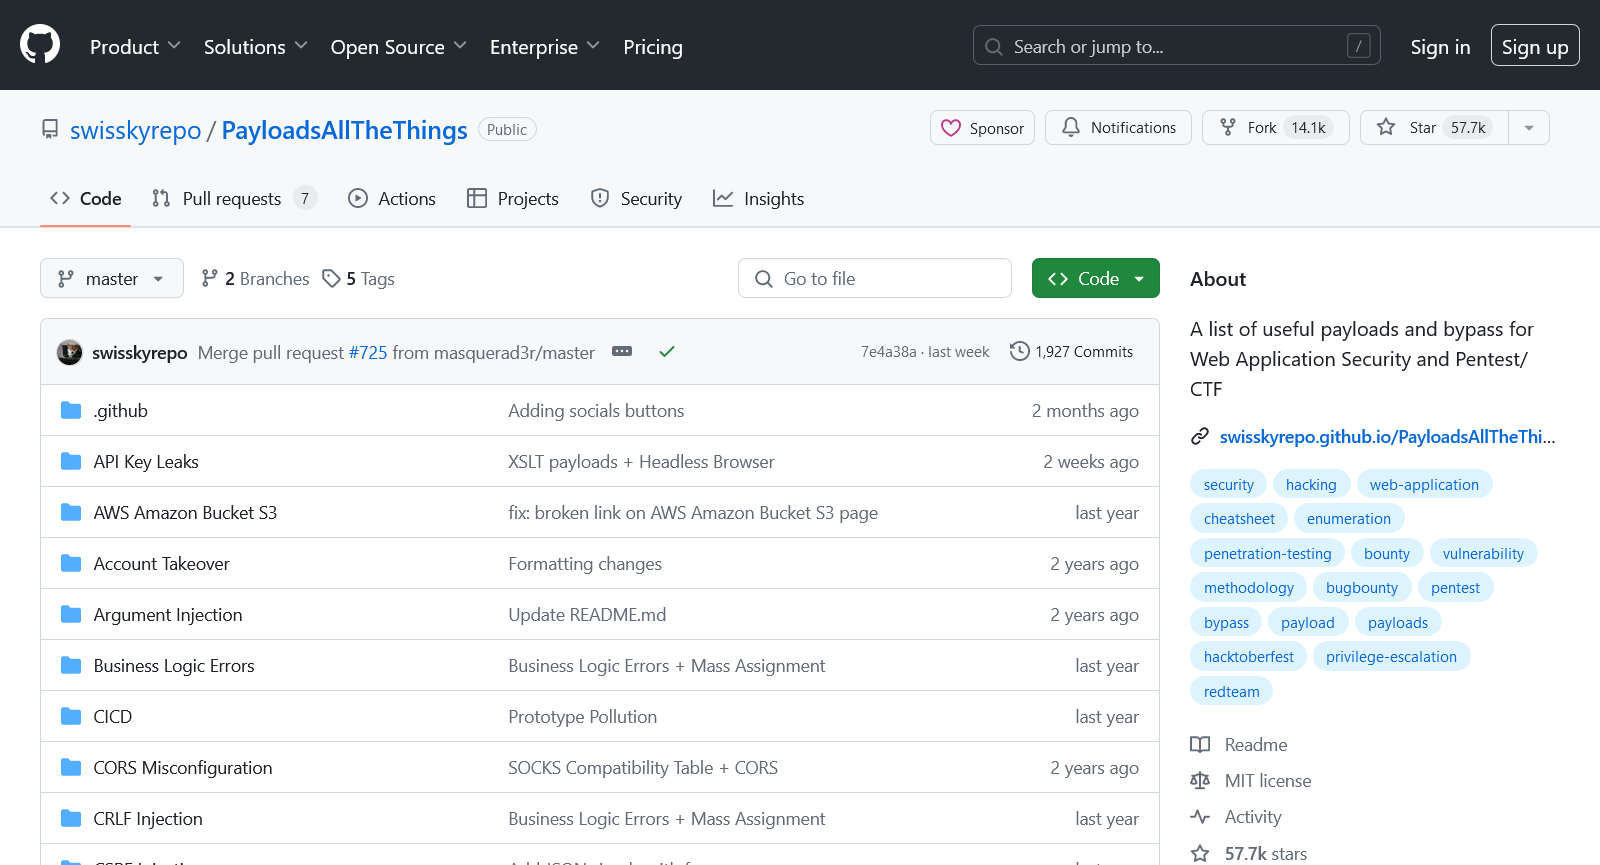 Product Solutions Open Source Enterprise Pricing Search or jump to... / Sign in Sign up
swisskyrepo / PayloadsAllTheThings Public Sponsor Notifications Fork 14.1k Star 57.7k
Code Pull requests 7 Actions Projects Security Insights
master 2 Branches 5 Tags Go to file Code
swisskyrepo Merge pull request #725 from masquerad3r/master 7e4a38a · last week 1,927 Commits
.github Adding socials buttons 2 months ago
API Key Leaks XSLT payloads + Headless Browser 2 weeks ago
AWS Amazon Bucket S3 fix: broken link on AWS Amazon Bucket S3 page last year
Account Takeover Formatting changes 2 years ago
Argument Injection Update README.md 2 years ago
Business Logic Errors Business Logic Errors + Mass Assignment last year
CICD Prototype Pollution last year
CORS Misconfiguration SOCKS Compatibility Table + CORS 2 years ago
CRLF Injection Business Logic Errors + Mass Assignment last year
About
A list of useful payloads and bypass for
Web Application Security and Pentest/
CTF
swisskyrepo.github.io/PayloadsAllTheThi...
security hacking web-application
cheatsheet enumeration
penetration-testing bounty vulnerability
methodology bugbounty pentest
bypass payload payloads
hacktoberfest privilege-escalation
redteam
Readme
MIT license
Activity
57.7k stars